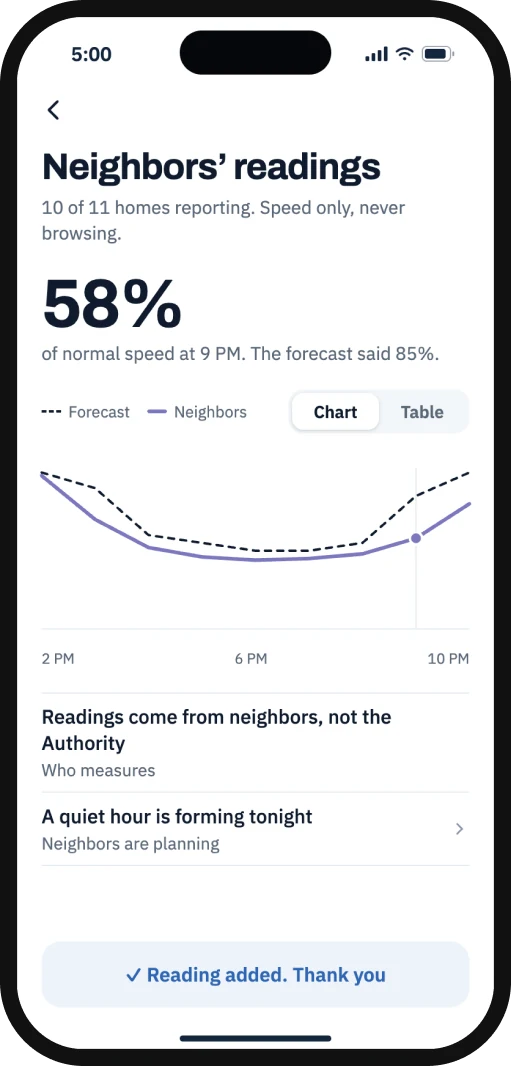 5:00
Neighbors’ readings
10 of 11 homes reporting. Speed only, never
browsing.
58%
of normal speed at 9 PM. The forecast said 85%.
Forecast
Neighbors
Chart
Table
2 PM
6 PM
10 PM
Readings come from neighbors, not the
Authority
Who measures
A quiet hour is forming tonight
Neighbors are planning
✓ Reading added. Thank you